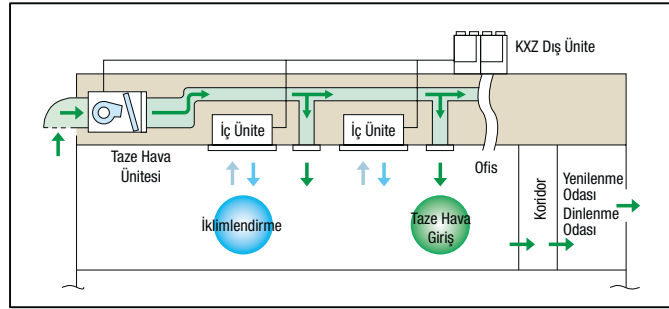 KXZ Dış Ünite
İç Ünite
İç Ünite
Taze Hava
Ünitesi
Ofis
İklimlendirme
Taze Hava
Giriş
Koridor
Yenilenme
Odası
Dinlenme
Odası